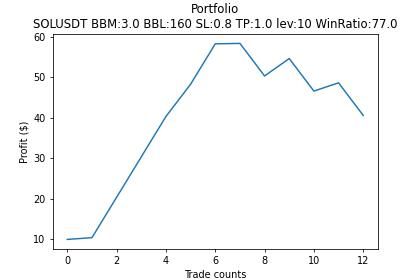 Portfolio
SOLUSDT BBM:3.0 BBL:160 SL:0.8 TP:1.0 lev:10 WinRatio:77.0
60
50
40
30
20
10
Profit ($)
0 2 4 6 8 10 12
Trade counts